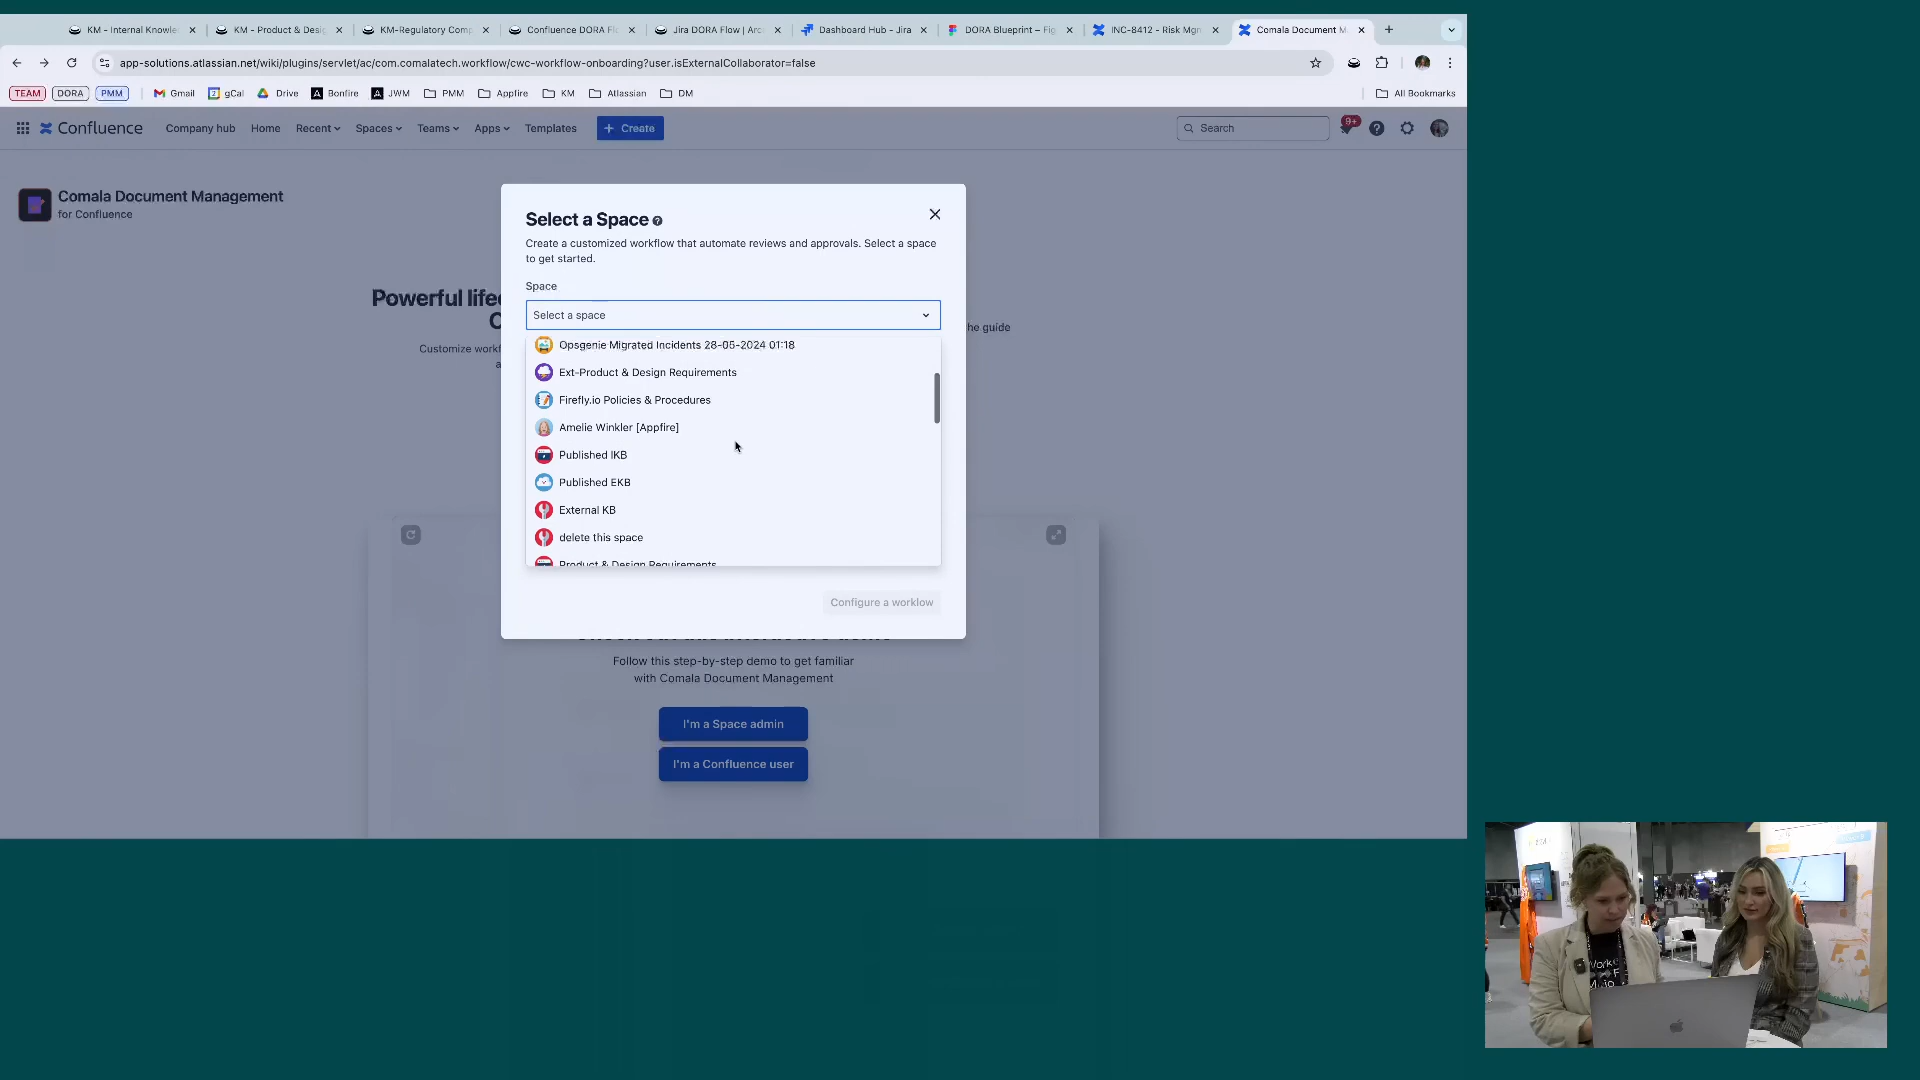 KM - Internal Knowle
KM - Product & Desig
KM-Regulatory Comp
Confluence DORA Fl
Jira DORA Flow | Arc
Dashboard Hub - Jira
DORA Blueprint – Fig
INC-8412 - Risk Mgm
Comala Document M
app-solutions.atlassian.net/wiki/plugins/servlet/ac/com.comalatech.workflow/cwc-workflow-onboarding?user.isExternalCollaborator=false
TEAM DORA PMM Gmail gCal Drive Bonfire JWM PMM Appfire KM Atlassian DM All Bookmarks
Confluence Company hub Home Recent Spaces Teams Apps Templates + Create Search 9+
Comala Document Management
for Confluence
Powerful life
C
Customize workf
a
he guide
Select a Space
Create a customized workflow that automate reviews and approvals. Select a space
to get started.
Space
Select a space
Opsgenie Migrated Incidents 28-05-2024 01:18
Ext-Product & Design Requirements
Firefly.io Policies & Procedures
Amelie Winkler [Appfire]
Published IKB
Published EKB
External KB
delete this space
Product & Design Requirements
Configure a worklow
Follow this step-by-step demo to get familiar
with Comala Document Management
I'm a Space admin
I'm a Confluence user